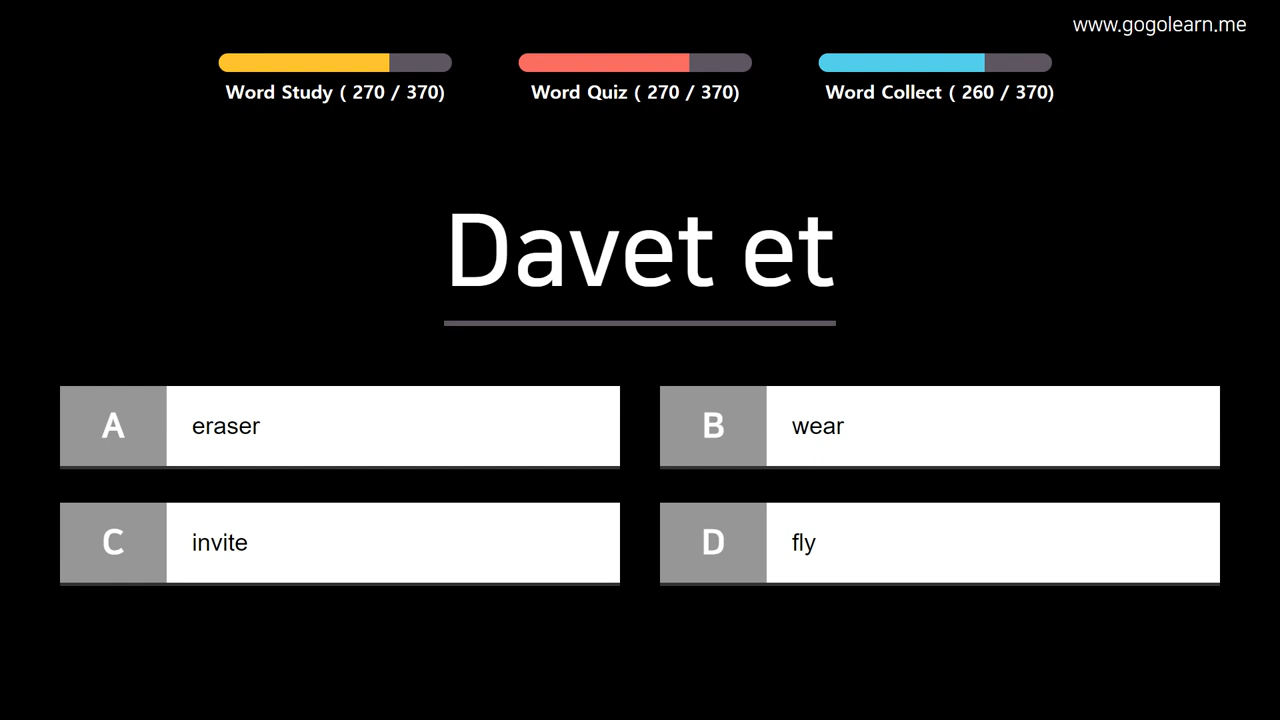 www.gogolearn.me
Word Study ( 270 / 370)
Word Quiz ( 270 / 370)
Word Collect ( 260 / 370)
Davet et
A eraser
B wear
C invite
D fly